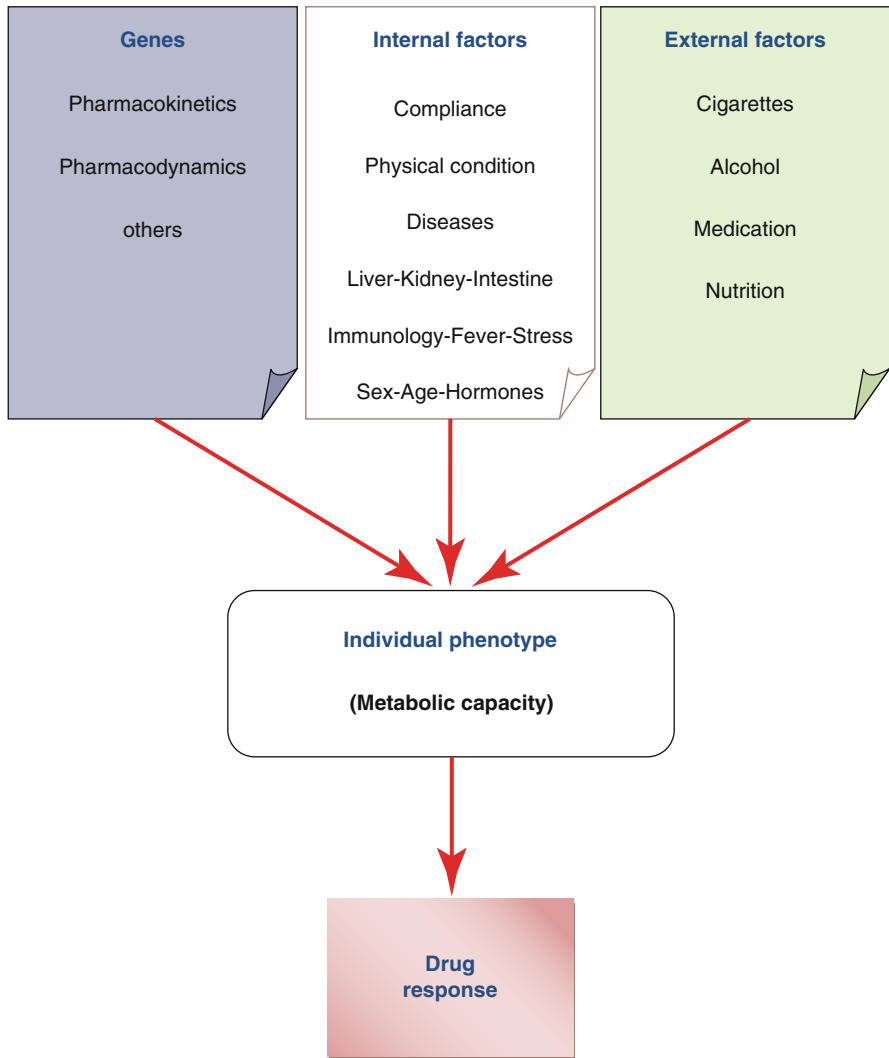 Genes
Pharmacokinetics
Pharmacodynamics
others
Internal factors
Compliance
Physical condition
Diseases
Liver-Kidney-Intestine
Immunology-Fever-Stress
Sex-Age-Hormones
External factors
Cigarettes
Alcohol
Medication
Nutrition
Individual phenotype
(Metabolic capacity)
Drug
response